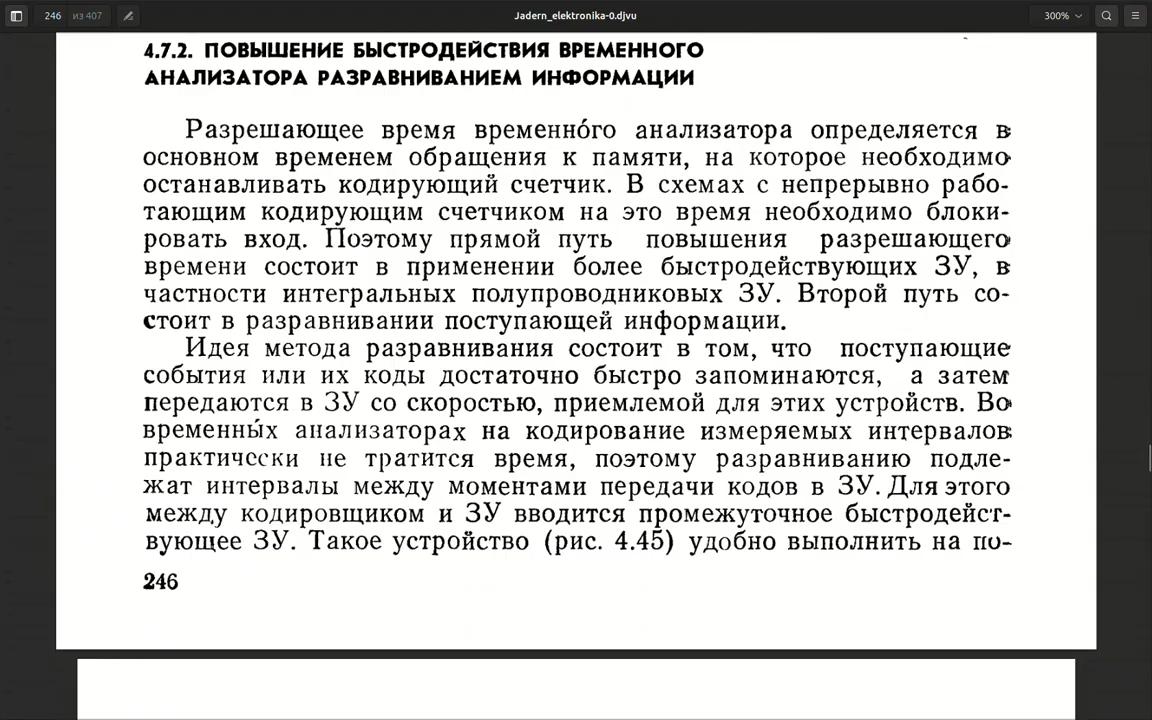 246 из 407
Jadern_elektronika-0.djvu
300%
4.7.2. ПОВЫШЕНИЕ БЫСТРОДЕЙСТВИЯ ВРЕМЕННОГО
АНАЛИЗАТОРА РАЗРАВНИВАНИЕМ ИНФОРМАЦИИ
Разрешающее время временно́го анализатора определяется в
основном временем обращения к памяти, на которое необходимо
останавливать кодирующий счетчик. В схемах с непрерывно рабо-
тающим кодирующим счетчиком на это время необходимо блоки-
ровать вход. Поэтому прямой путь повышения разрешающего
времени состоит в применении более быстродействующих ЗУ, в
частности интегральных полупроводниковых ЗУ. Второй путь со-
стоит в разравнивании поступающей информации.
Идея метода разравнивания состоит в том, что поступающие
события или их коды достаточно быстро запоминаются, а затем
передаются в ЗУ со скоростью, приемлемой для этих устройств. Во
временны́х анализаторах на кодирование измеряемых интервалов
практически не тратится время, поэтому разравниванию подле-
жат интервалы между моментами передачи кодов в ЗУ. Для этого
между кодировщиком и ЗУ вводится промежуточное быстродейст-
вующее ЗУ. Такое устройство (рис. 4.45) удобно выполнить на по-
246